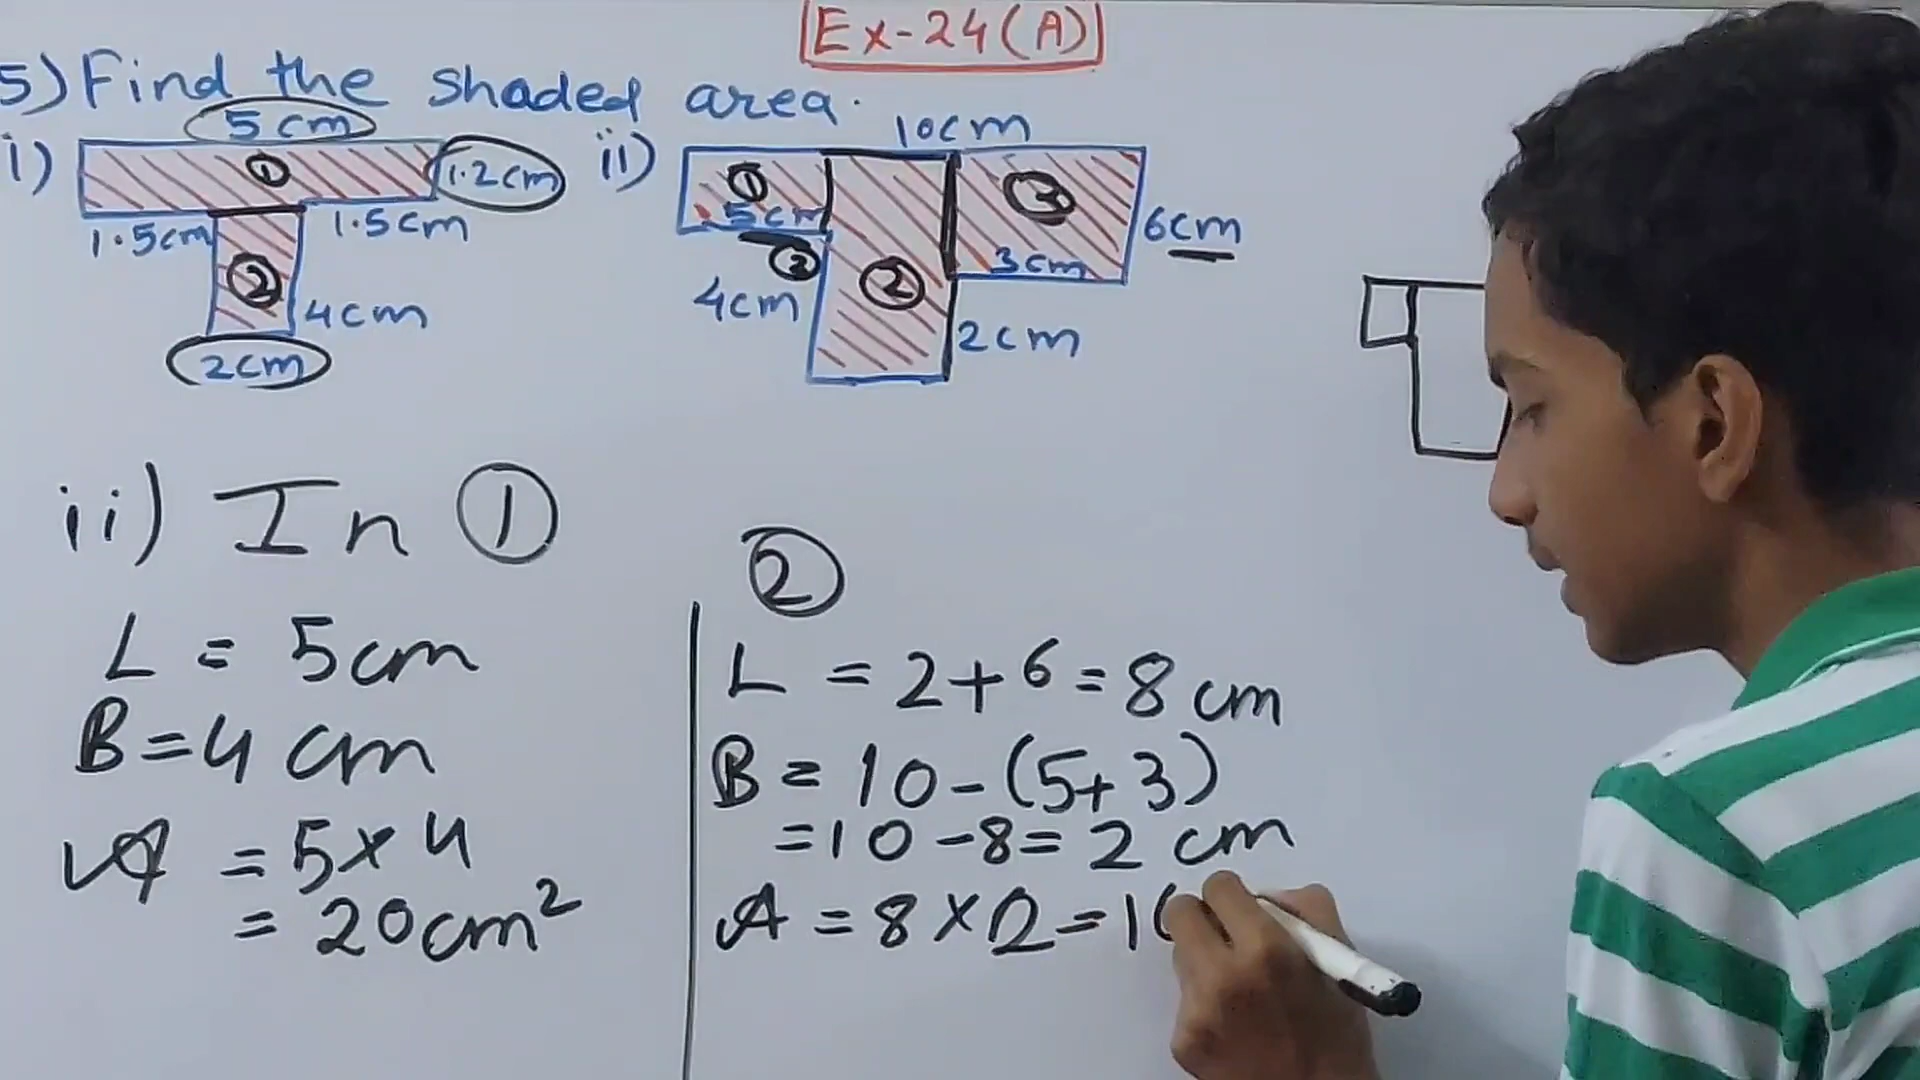 Ex-24(A)
5) Find the shaded area.
i)
5cm
1
1.2cm
1.5cm
1.5cm
2
4cm
2cm
ii)
10cm
1
5cm
4cm
2
3
3cm
6cm
2cm
ii) In 1
L = 5cm
B = 4 cm
A = 5 x 4
= 20cm²
2
L = 2 + 6 = 8 cm
B = 10 - (5+3)
= 10 - 8 = 2 cm
A = 8 x 2 =